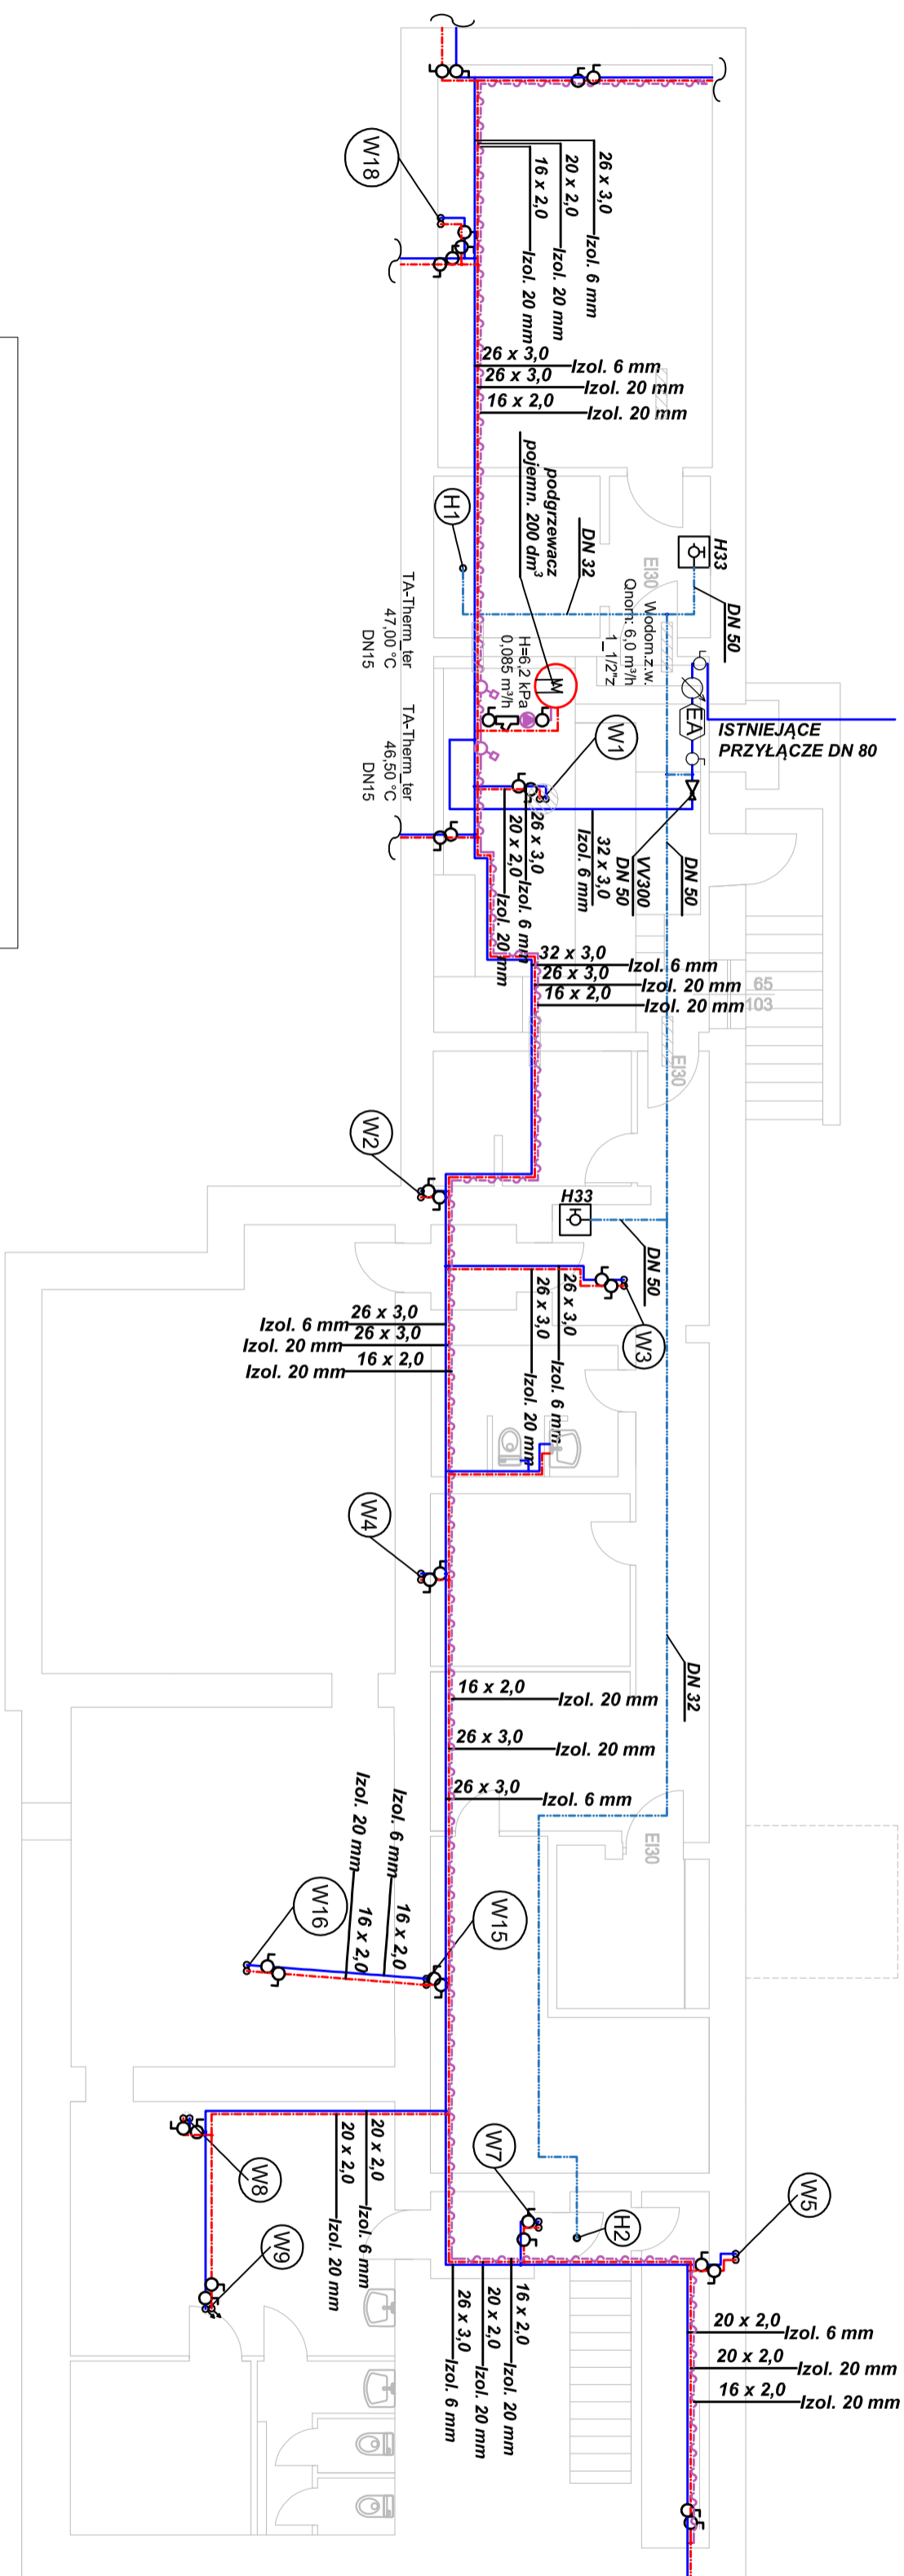 W18
26 x 3,0
Izol. 6 mm
20 x 2,0
Izol. 20 mm
16 x 2,0
Izol. 20 mm
26 x 3,0
Izol. 6 mm
26 x 3,0
Izol. 20 mm
16 x 2,0
Izol. 20 mm
H1
podgrzewacz
pojemn. 200 dm³
DN 32
H33
DN 50
EI30
Wodom.z.w.
Qnom: 6,0 m³/h
1_1/2"z
TA-Therm_ter
47,00 °C
DN15
H=6,2 kPa
0,085 m³/h
W
EA
ISTNIEJĄCE
PRZYŁĄCZE DN 80
W1
TA-Therm_ter
46,50 °C
DN15
26 x 3,0
Izol. 6 mm
20 x 2,0
Izol. 20 mm
32 x 3,0
Izol. 6 mm
VV300
DN 50
DN 50
32 x 3,0
Izol. 6 mm
26 x 3,0
Izol. 20 mm
16 x 2,0
Izol. 20 mm
65
103
EI30
W2
H33
DN 50
W3
26 x 3,0
Izol. 6 mm
26 x 3,0
Izol. 20 mm
26 x 3,0
Izol. 6 mm
26 x 3,0
Izol. 20 mm
16 x 2,0
Izol. 20 mm
W4
DN 32
16 x 2,0
Izol. 20 mm
26 x 3,0
Izol. 20 mm
26 x 3,0
Izol. 6 mm
EI30
Izol. 6 mm
16 x 2,0
Izol. 20 mm
16 x 2,0
W16
W15
W7
H2
W5
W8
W9
20 x 2,0
Izol. 6 mm
20 x 2,0
Izol. 20 mm
16 x 2,0
Izol. 20 mm
20 x 2,0
Izol. 20 mm
26 x 3,0
Izol. 6 mm
20 x 2,0
Izol. 6 mm
20 x 2,0
Izol. 20 mm
16 x 2,0
Izol. 20 mm